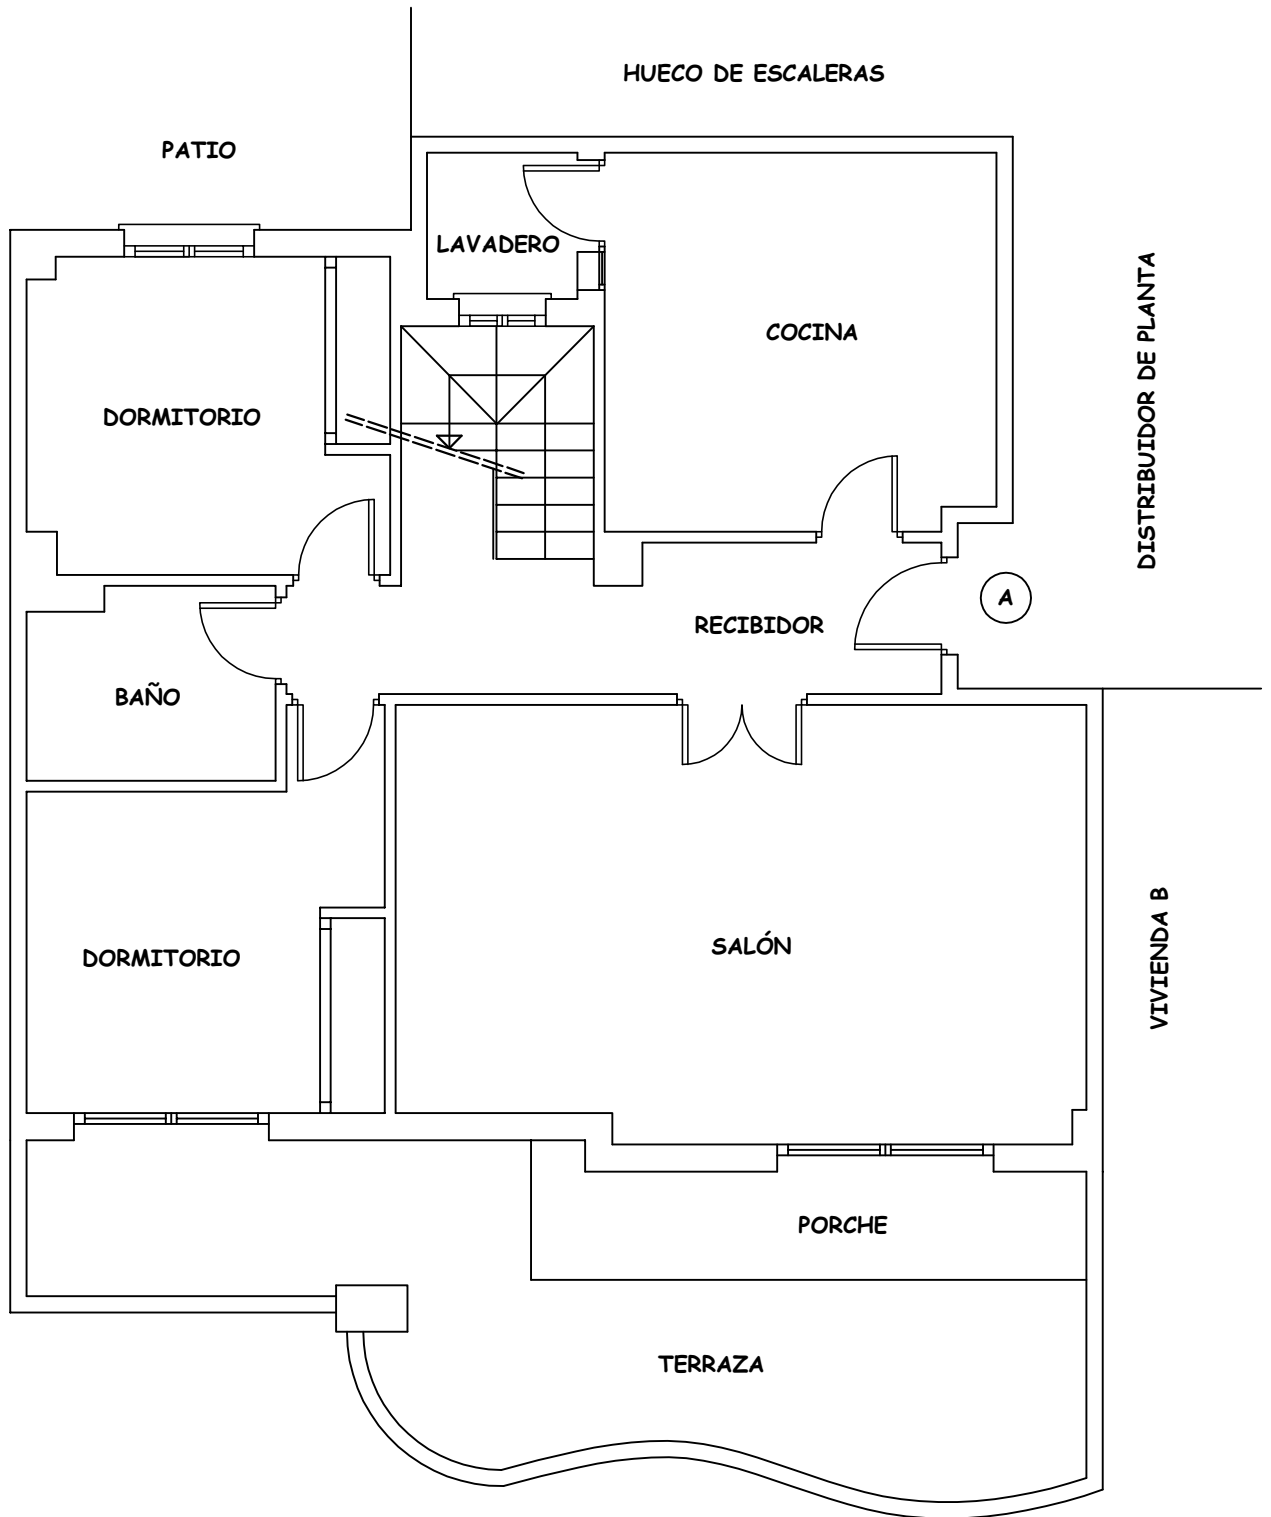 HUECO DE ESCALERAS
PATIO
LAVADERO
COCINA
DISTRIBUIDOR DE PLANTA
DORMITORIO
A
RECIBIDOR
BAÑO
DORMITORIO
SALÓN
VIVIENDA B
PORCHE
TERRAZA